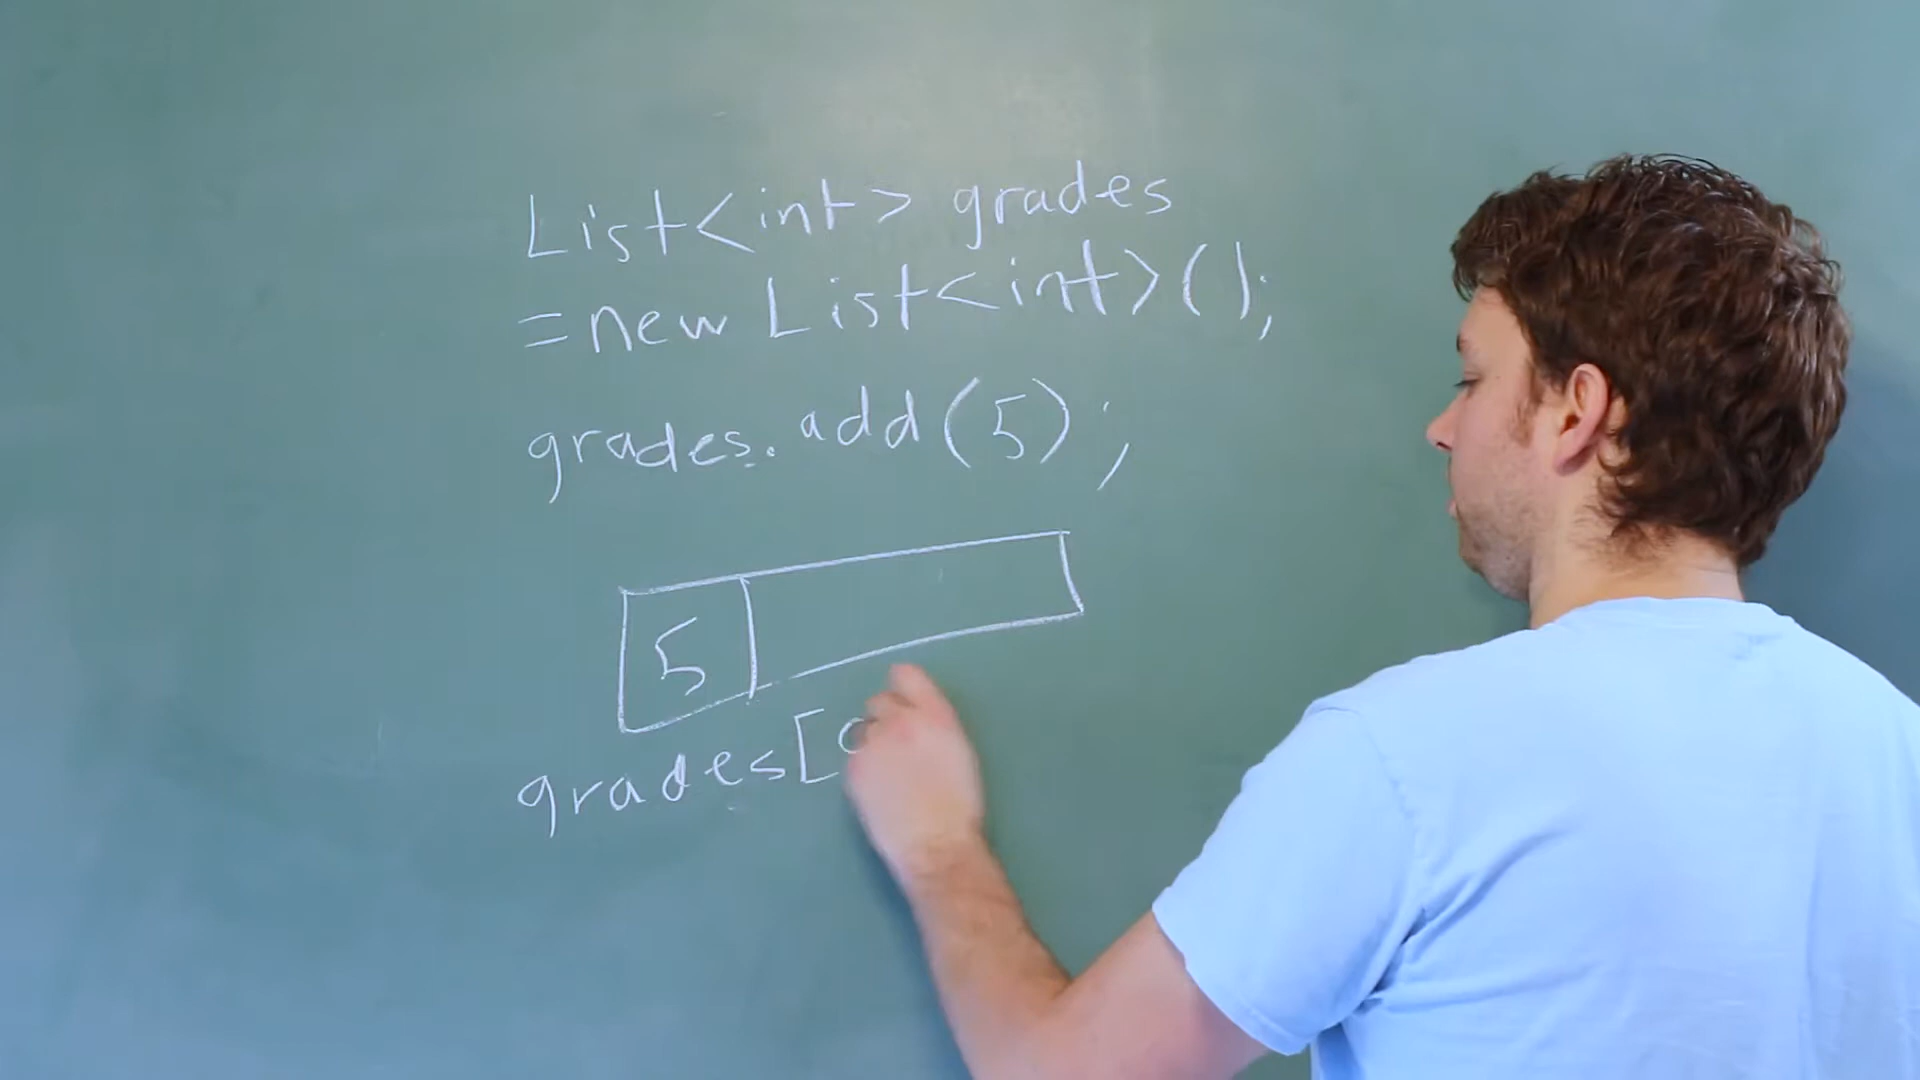 List<int> grades
=new List<int>();
grades.add(5);
5
grades[